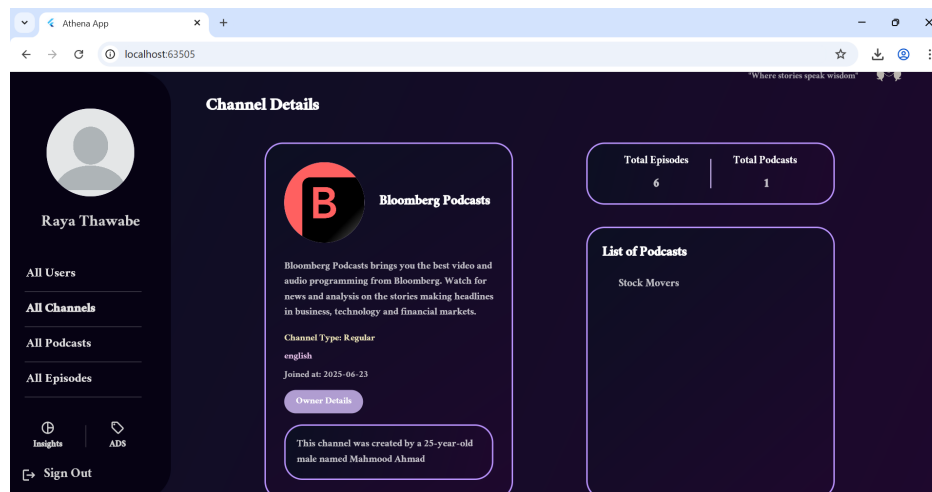 Athena App
localhost:63505
"Where stories speak wisdom"
Channel Details
Raya Thawabe
All Users
All Channels
All Podcasts
All Episodes
Insights
ADS
Sign Out
B
Bloomberg Podcasts
Bloomberg Podcasts brings you the best video and
audio programming from Bloomberg. Watch for
news and analysis on the stories making headlines
in business, technology and financial markets.
Channel Type: Regular
english
Joined at: 2025-06-23
Owner Details
This channel was created by a 25-year-old
male named Mahmood Ahmad
Total Episodes
6
Total Podcasts
1
List of Podcasts
Stock Movers